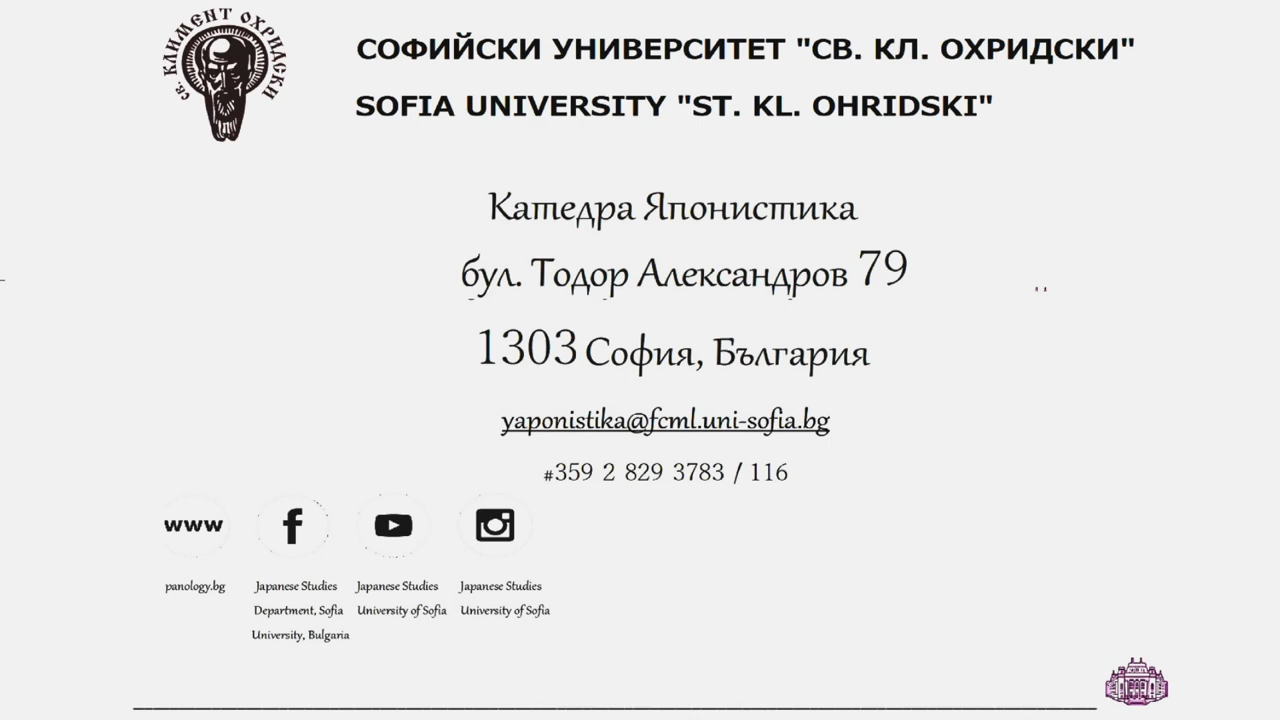 СВ. КЛИМЕНТ ОХРИДСКИ
СОФИЙСКИ УНИВЕРСИТЕТ "СВ. КЛ. ОХРИДСКИ"
SOFIA UNIVERSITY "ST. KL. OHRIDSKI"
Катедра Японистика
бул. Тодор Александров 79
1303 София, България
yaponistika@fcml.uni-sofia.bg
#359 2 829 3783 / 116
www
panology.bg
Japanese Studies
Department, Sofia
University, Bulgaria
Japanese Studies
University of Sofia
Japanese Studies
University of Sofia